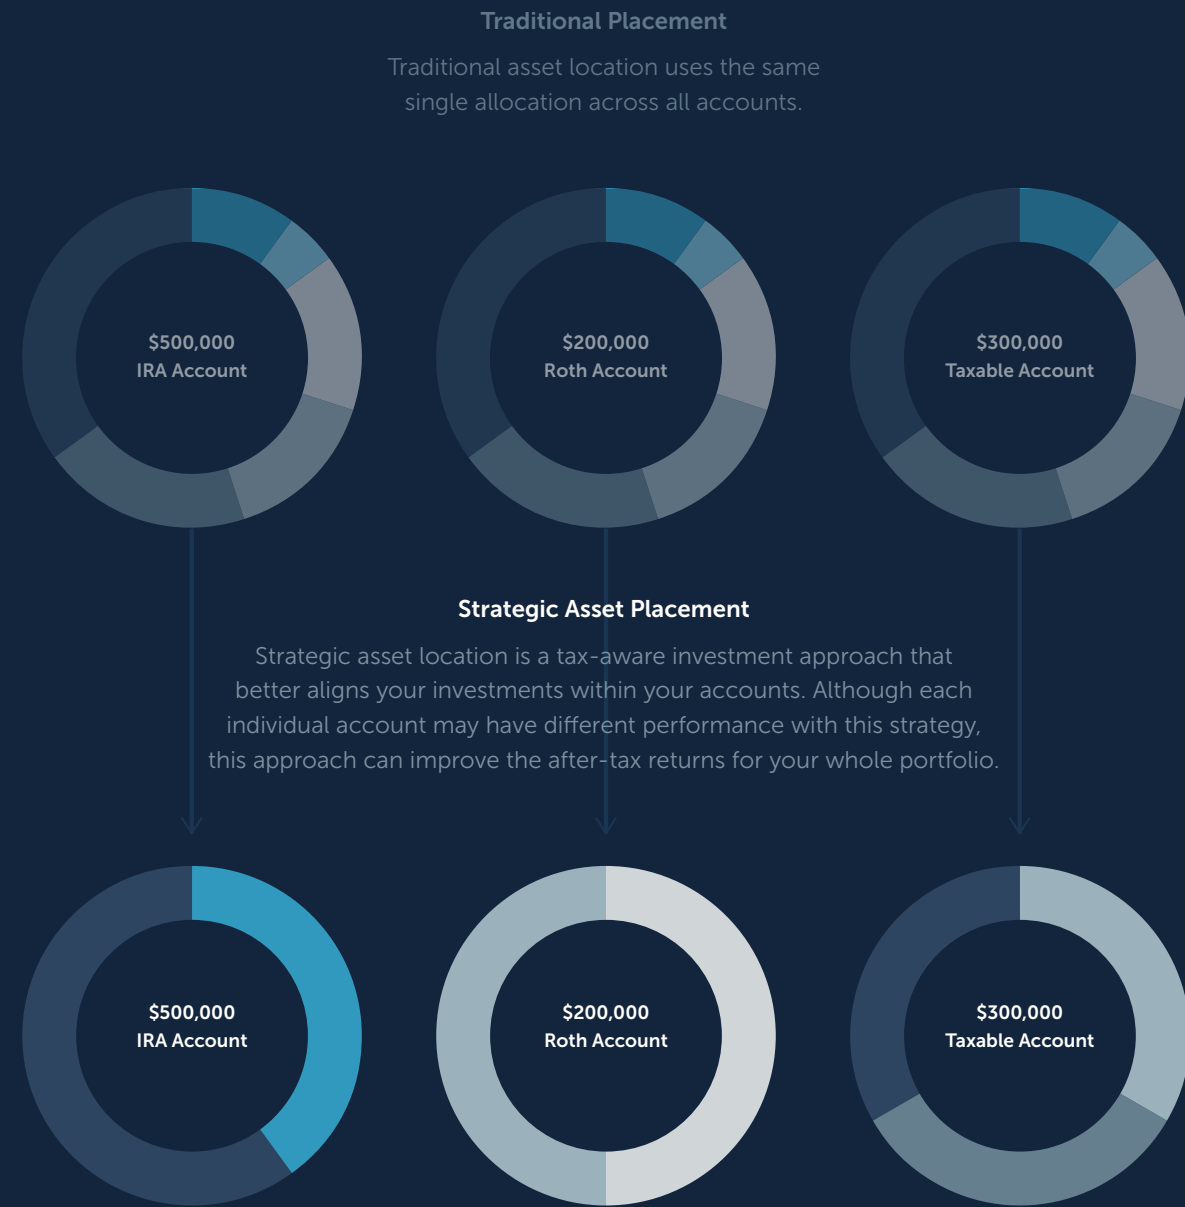 Traditional Placement
Traditional asset location uses the same
single allocation across all accounts.
$500,000
IRA Account
$200,000
Roth Account
$300,000
Taxable Account
Strategic Asset Placement
Strategic asset location is a tax-aware investment approach that
better aligns your investments within your accounts. Although each
individual account may have different performance with this strategy,
this approach can improve the after-tax returns for your whole portfolio.
$500,000
IRA Account
$200,000
Roth Account
$300,000
Taxable Account